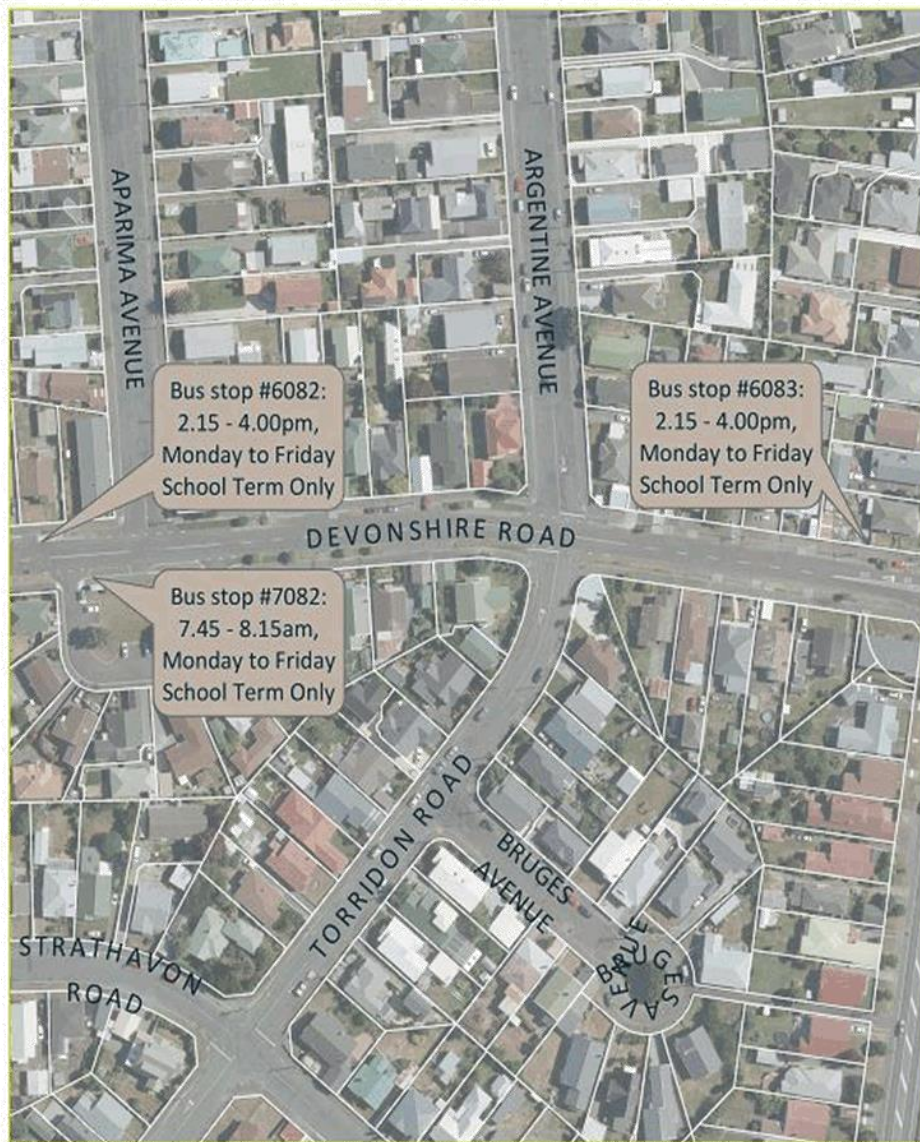 APARIMA AVENUE
ARGENTINE AVENUE
Bus stop #6082:
2.15 - 4.00pm,
Monday to Friday
School Term Only
Bus stop #6083:
2.15 - 4.00pm,
Monday to Friday
School Term Only
DEVONSHIRE ROAD
Bus stop #7082:
7.45 - 8.15am,
Monday to Friday
School Term Only
TORRIDON ROAD
BRUGES
AVENUE
STRATHAVON
ROAD
BRUGES AVENUE